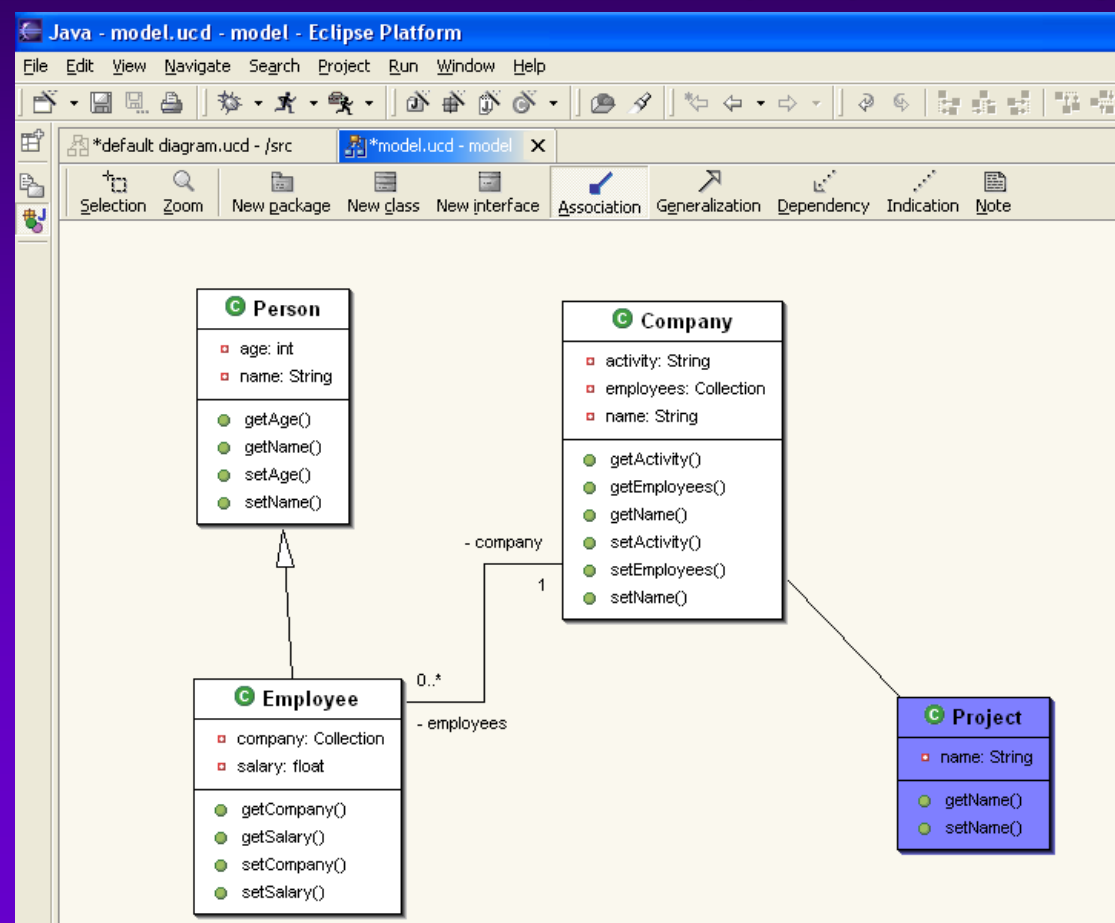 Java - model.ucd - model - Eclipse Platform
File Edit View Navigate Search Project Run Window Help
*default diagram.ucd - /src *model.ucd - model X
Selection Zoom New package New class New interface Association Generalization Dependency Indication Note
C Person
age: int
name: String
getAge()
getName()
setAge()
setName()
C Company
activity: String
employees: Collection
name: String
getActivity()
getEmployees()
getName()
setActivity()
setEmployees()
setName()
- company
1
0..*
- employees
C Employee
company: Collection
salary: float
getCompany()
getSalary()
setCompany()
setSalary()
C Project
name: String
getName()
setName()